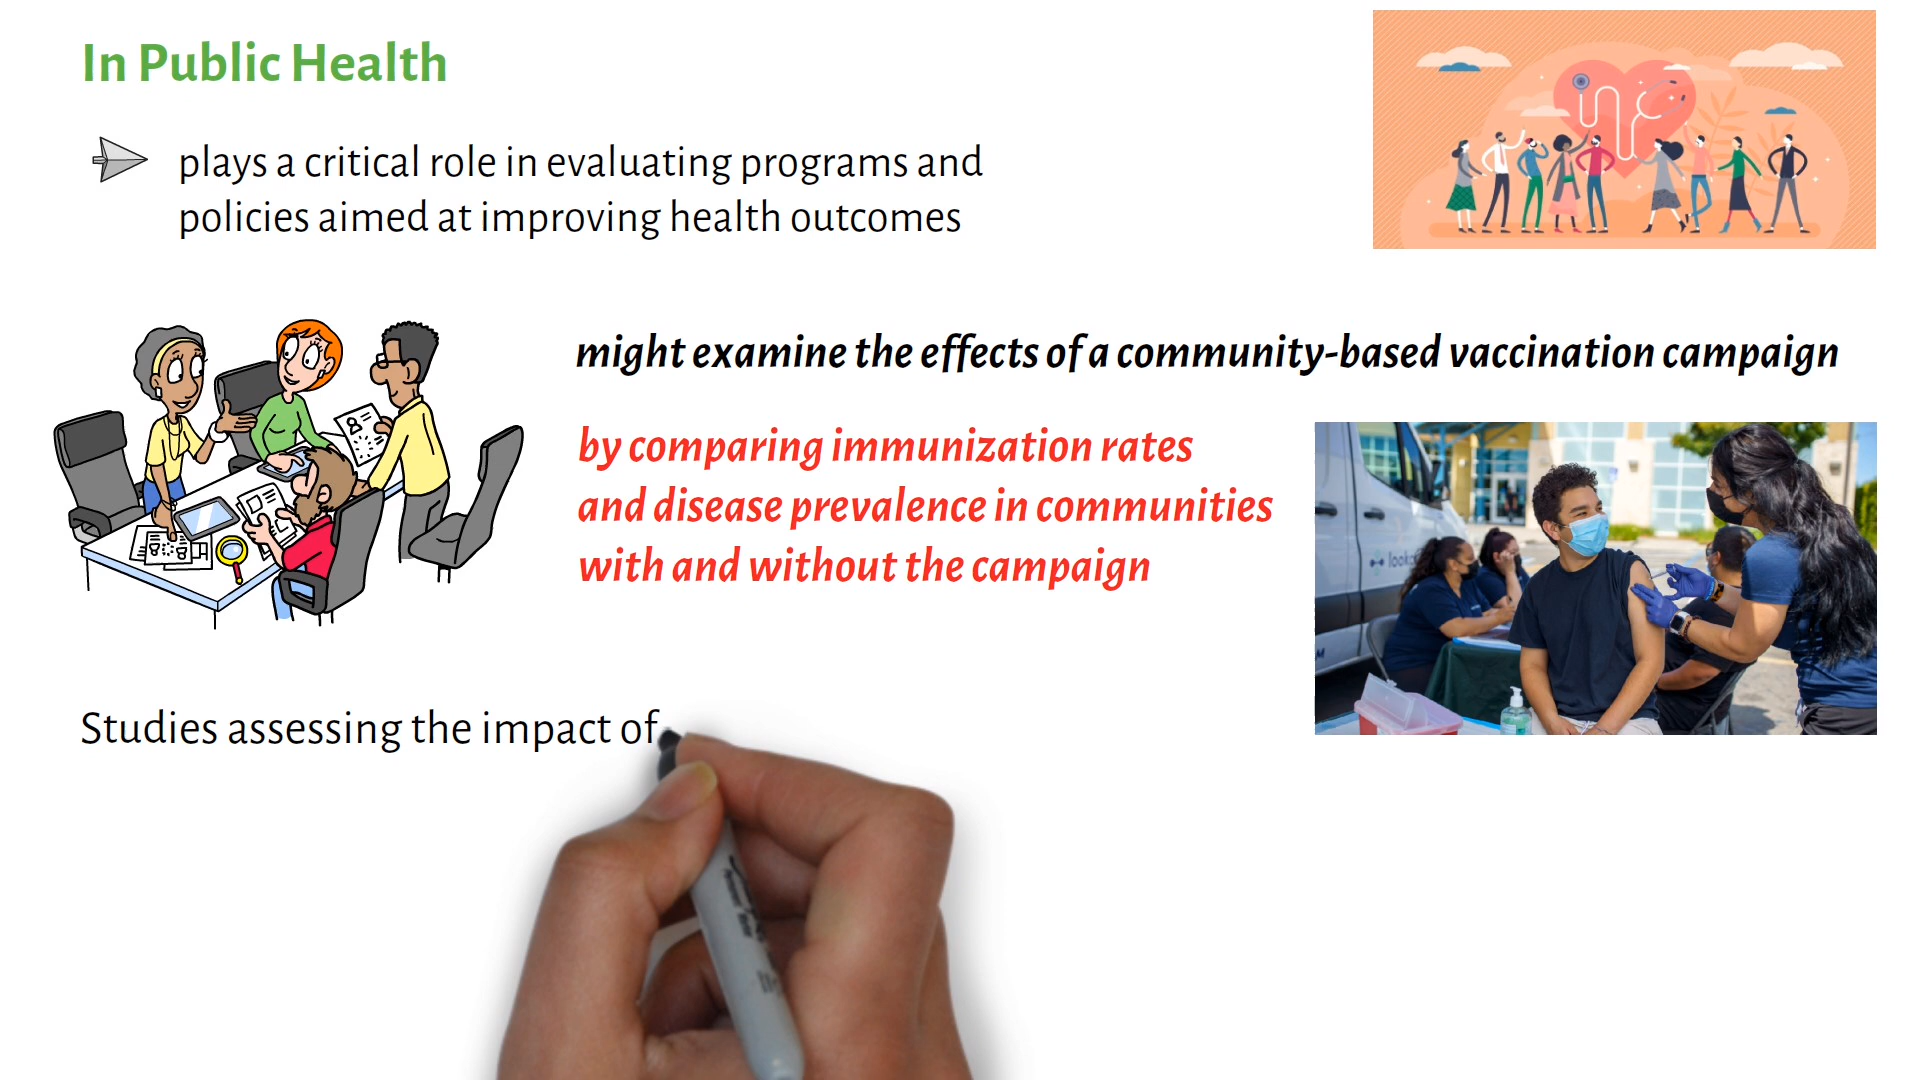 In Public Health
plays a critical role in evaluating programs and
policies aimed at improving health outcomes
might examine the effects of a community-based vaccination campaign
by comparing immunization rates
and disease prevalence in communities
with and without the campaign
Studies assessing the impact of